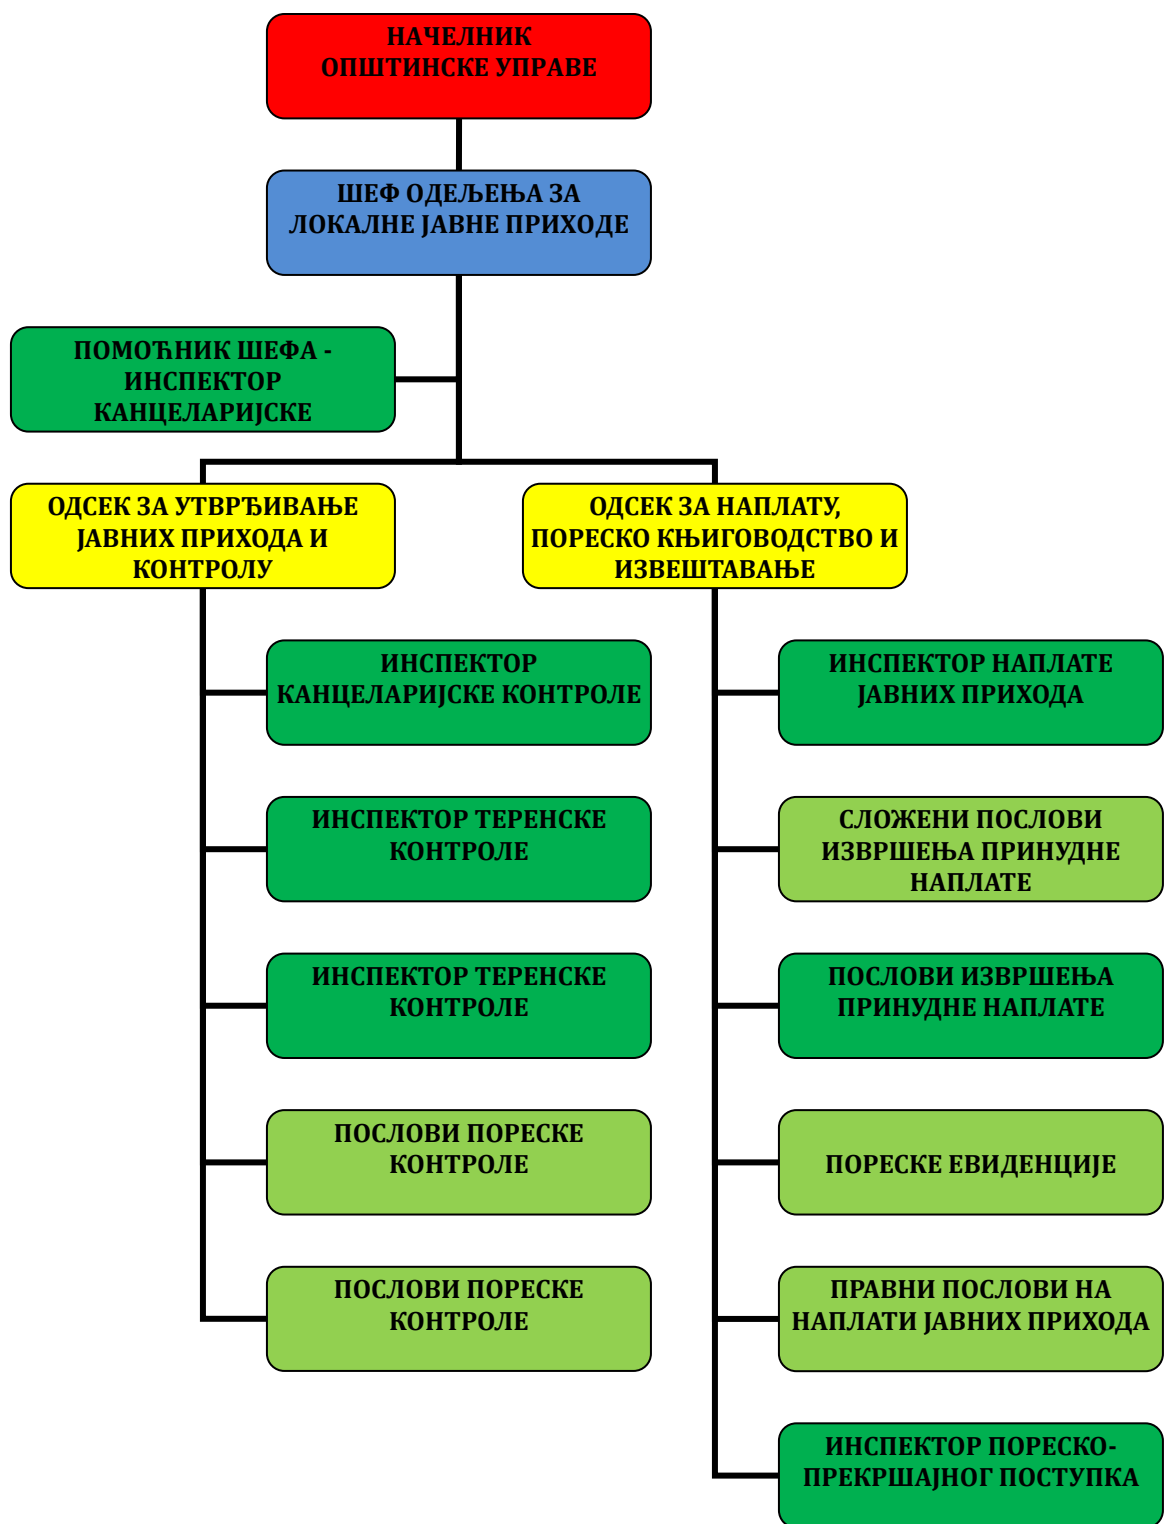 НАЧЕЛНИК
ОПШТИНСКЕ УПРАВЕ
ШЕФ ОДЕЉЕЊА ЗА
ЛОКАЛНЕ ЈАВНЕ ПРИХОДЕ
ПОМОЋНИК ШЕФА -
ИНСПЕКТОР
КАНЦЕЛАРИЈСКЕ
ОДСЕК ЗА УТВРЂИВАЊЕ
ЈАВНИХ ПРИХОДА И
КОНТРОЛУ
ИНСПЕКТОР
КАНЦЕЛАРИЈСКЕ КОНТРОЛЕ
ИНСПЕКТОР ТЕРЕНСКЕ
КОНТРОЛЕ
ИНСПЕКТОР ТЕРЕНСКЕ
КОНТРОЛЕ
ПОСЛОВИ ПОРЕСКЕ
КОНТРОЛЕ
ПОСЛОВИ ПОРЕСКЕ
КОНТРОЛЕ
ОДСЕК ЗА НАПЛАТУ,
ПОРЕСКО КЊИГОВОДСТВО И
ИЗВЕШТАВАЊЕ
ИНСПЕКТОР НАПЛАТЕ
ЈАВНИХ ПРИХОДА
СЛОЖЕНИ ПОСЛОВИ
ИЗВРШЕЊА ПРИНУДНЕ
НАПЛАТЕ
ПОСЛОВИ ИЗВРШЕЊА
ПРИНУДНЕ НАПЛАТЕ
ПОРЕСКЕ ЕВИДЕНЦИЈЕ
ПРАВНИ ПОСЛОВИ НА
НАПЛАТИ ЈАВНИХ ПРИХОДА
ИНСПЕКТОР ПОРЕСКО-
ПРЕКРШАЈНОГ ПОСТУПКА